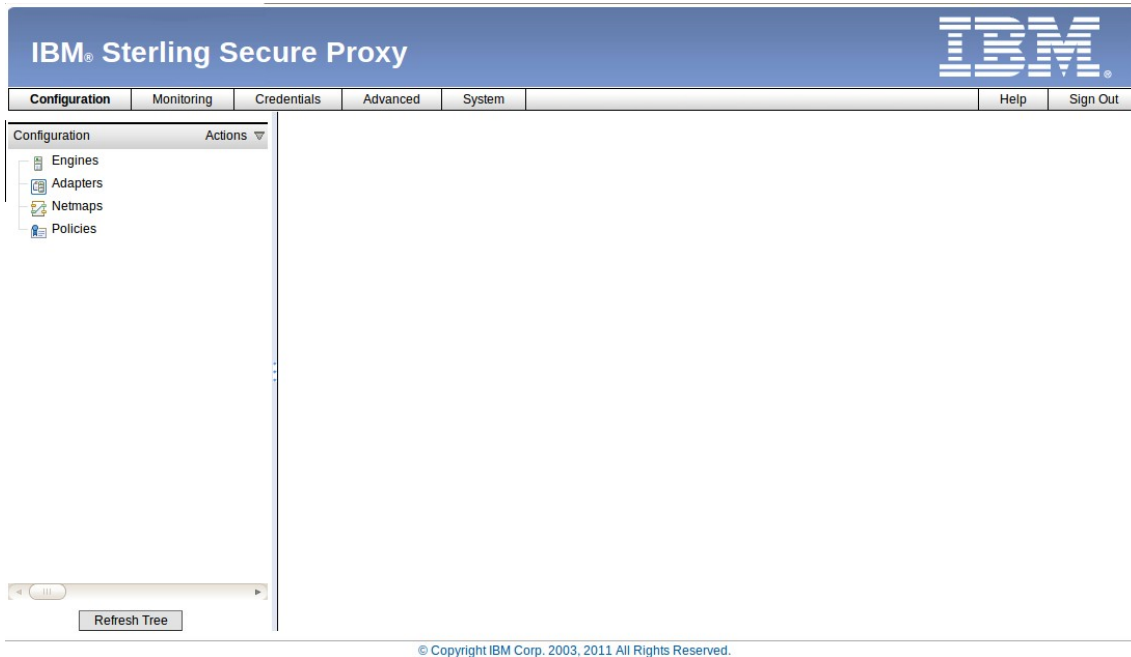 IBM® Sterling Secure Proxy
IBM®
Configuration Monitoring Credentials Advanced System Help Sign Out
Configuration Actions
Engines
Adapters
Netmaps
Policies
Refresh Tree
© Copyright IBM Corp. 2003, 2011 All Rights Reserved.